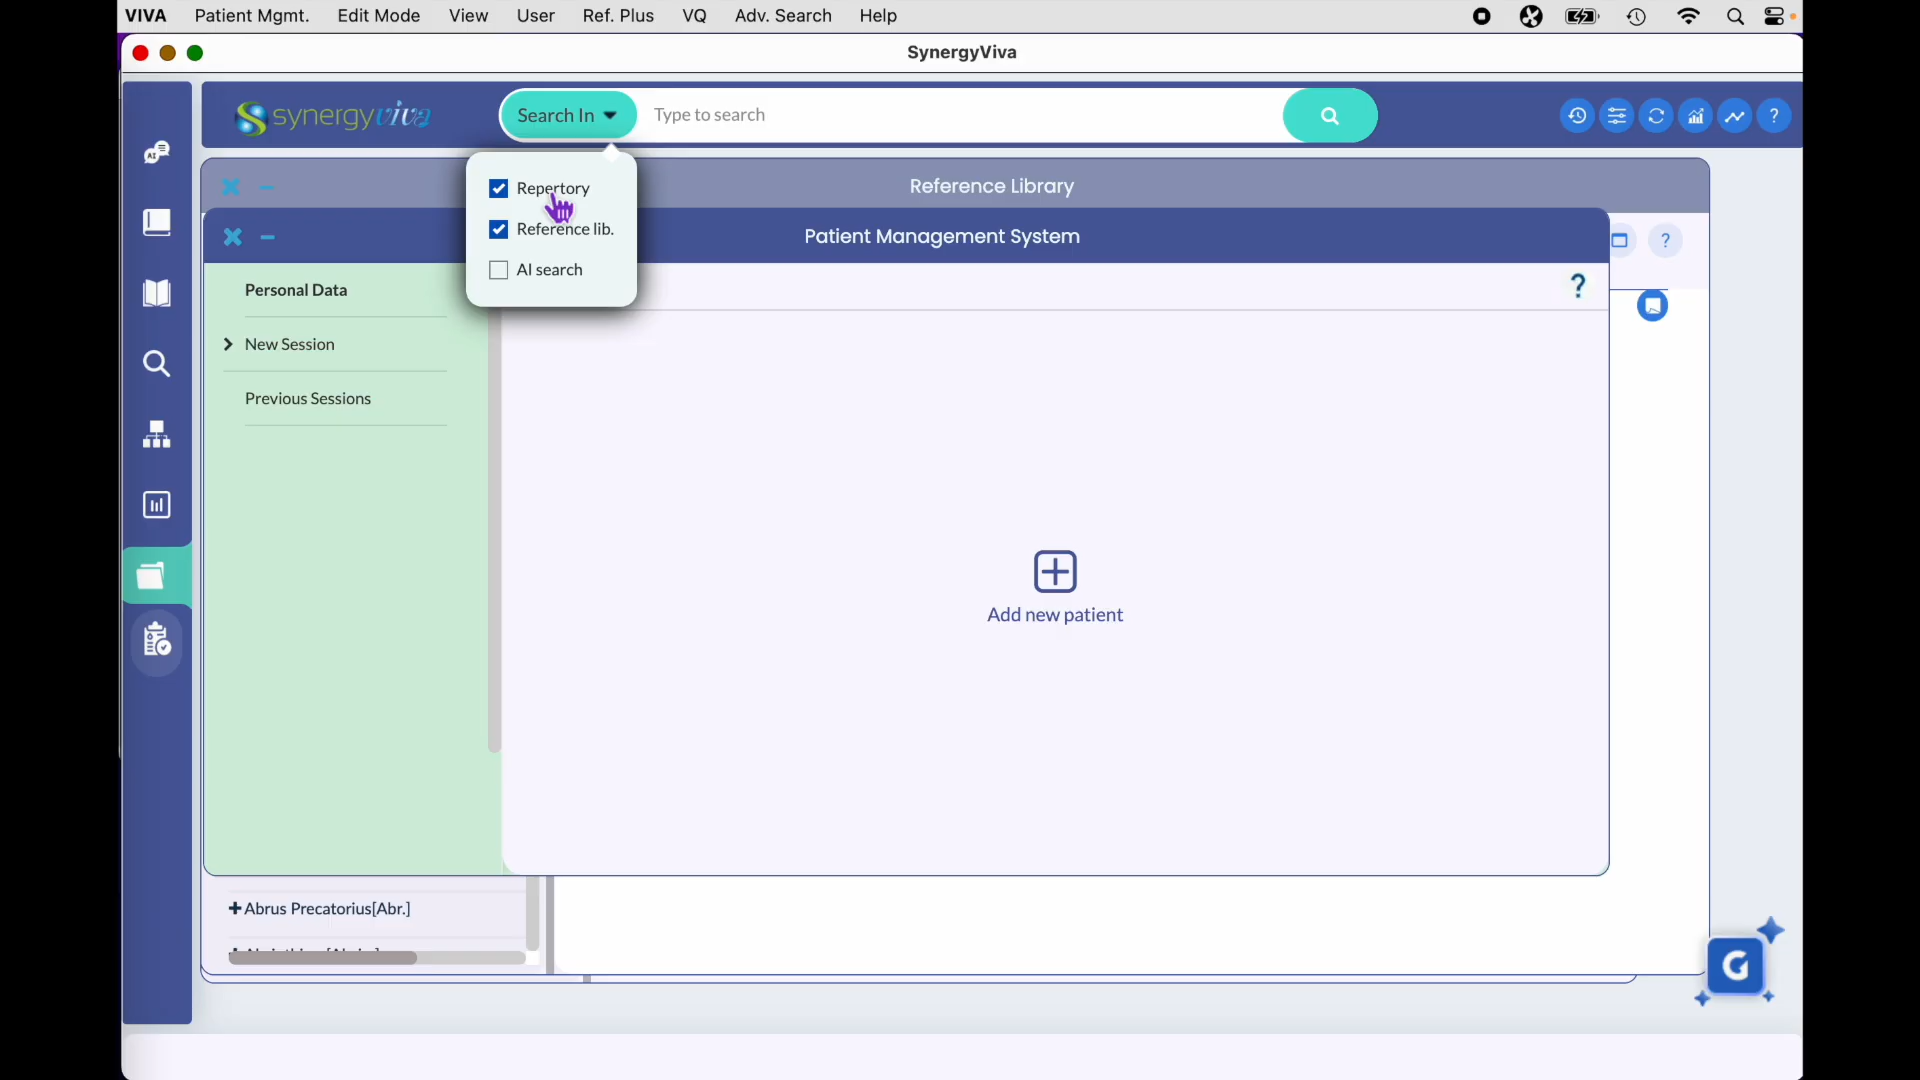 VIVA Patient Mgmt. Edit Mode View User Ref. Plus VQ Adv. Search Help
SynergyViva
synergyviva
Search In
Type to search
?
Repertory
Reference lib.
AI search
Reference Library
Patient Management System
?
?
Personal Data
New Session
Previous Sessions
Add new patient
Abrus Precatorius[Abr.]
AI
G